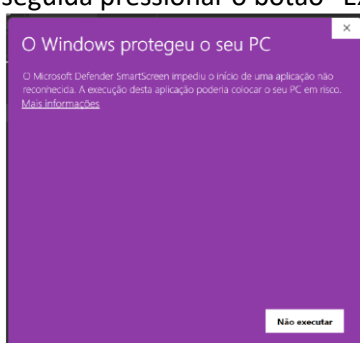 seguida pressionar o botão
O Windows protegeu o seu PC
O Microsoft Defender SmartScreen impediu o início de uma aplicação não
reconhecida. A execução desta aplicação poderia colocar o seu PC em risco.
Mais informações
Não executar